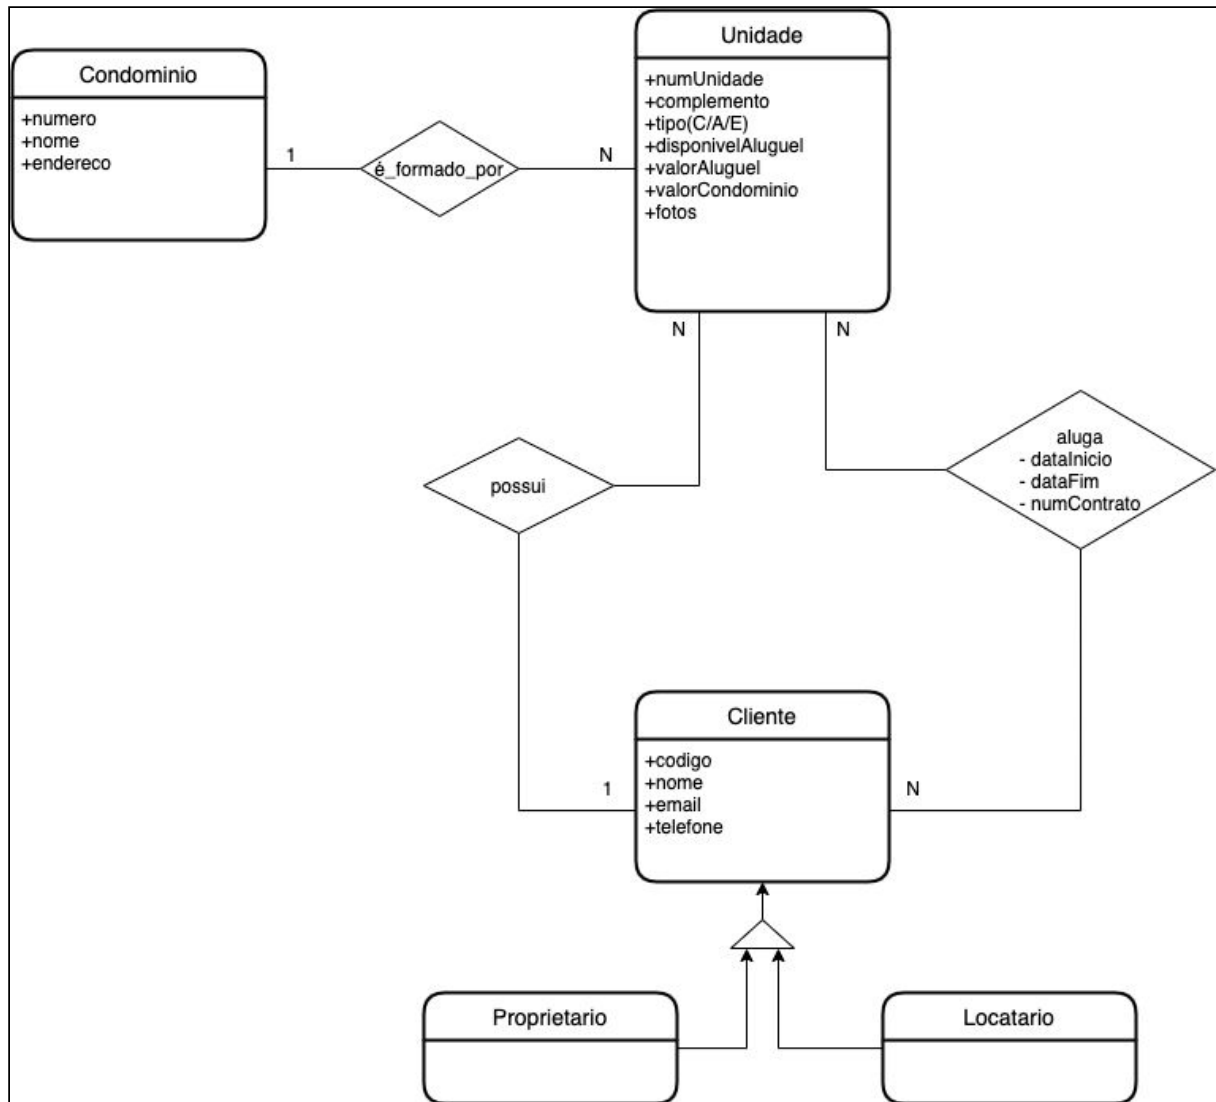 Condominio
+numero
+nome
+endereco
1
é_formado_por
N
Unidade
+numUnidade
+complemento
+tipo(C/A/E)
+disponivelAluguel
+valorAluguel
+valorCondominio
+fotos
N
N
possui
aluga
- dataInicio
- dataFim
- numContrato
1
Cliente
+codigo
+nome
+email
+telefone
N
Proprietario
Locatario